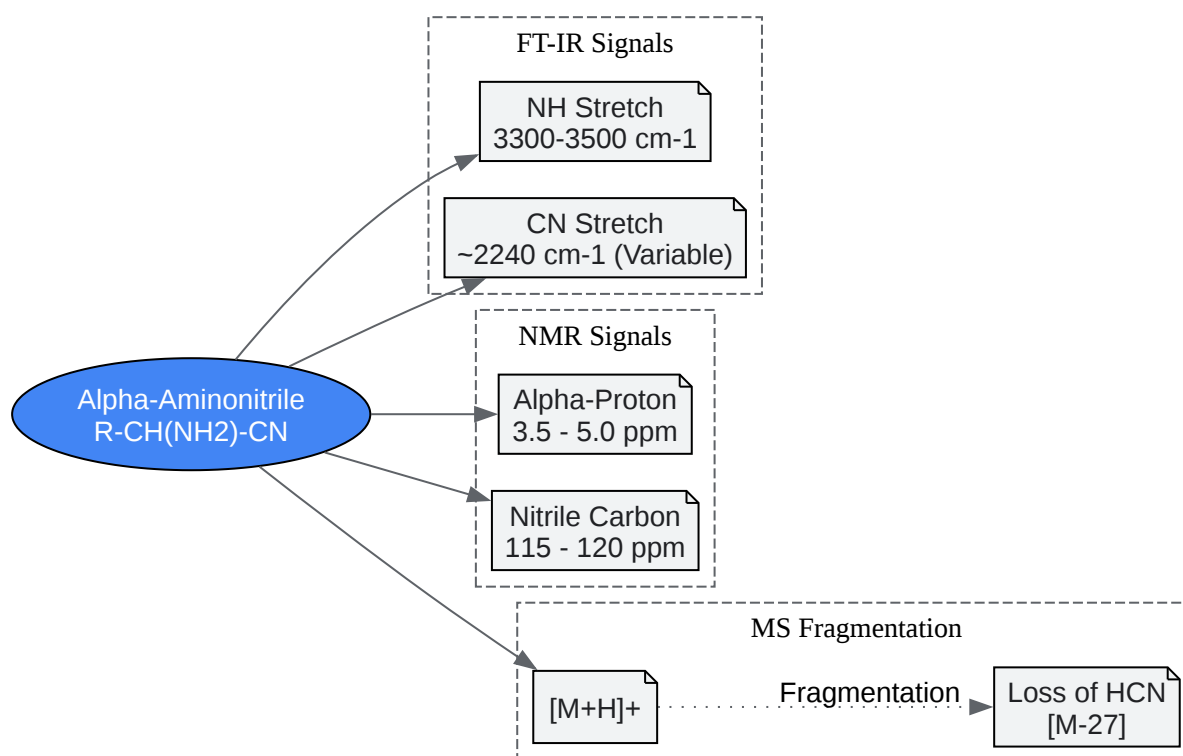 FT-IR Signals
NH Stretch
3300-3500 cm-1
CN Stretch
~2240 cm-1 (Variable)
NMR Signals
Alpha-Aminonitrile
R-CH(NH2)-CN
Alpha-Proton
3.5 - 5.0 ppm
Nitrile Carbon
115 - 120 ppm
MS Fragmentation
[M+H]+
Fragmentation
Loss of HCN
[M-27]